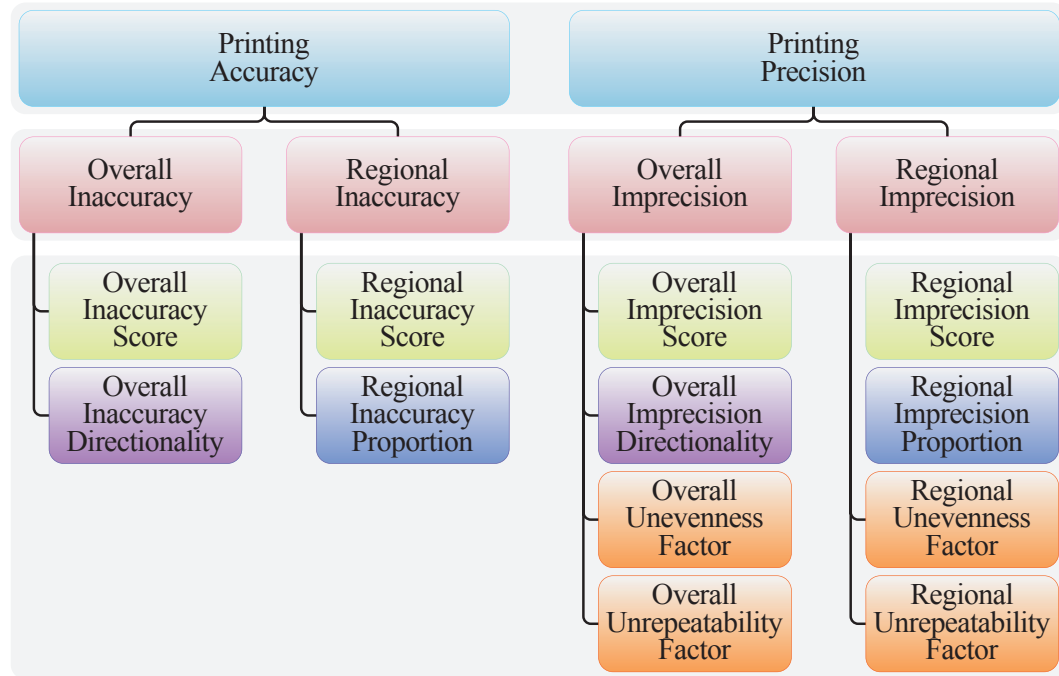 Printing
Accuracy
Printing
Precision
Overall
Inaccuracy
Regional
Inaccuracy
Overall
Imprecision
Regional
Imprecision
Overall
Inaccuracy
Score
Regional
Inaccuracy
Score
Overall
Imprecision
Score
Regional
Imprecision
Score
Overall
Inaccuracy
Directionality
Regional
Inaccuracy
Proportion
Overall
Imprecision
Directionality
Regional
Imprecision
Proportion
Overall
Unevenness
Factor
Regional
Unevenness
Factor
Overall
Unrepeatability
Factor
Regional
Unrepeatability
Factor